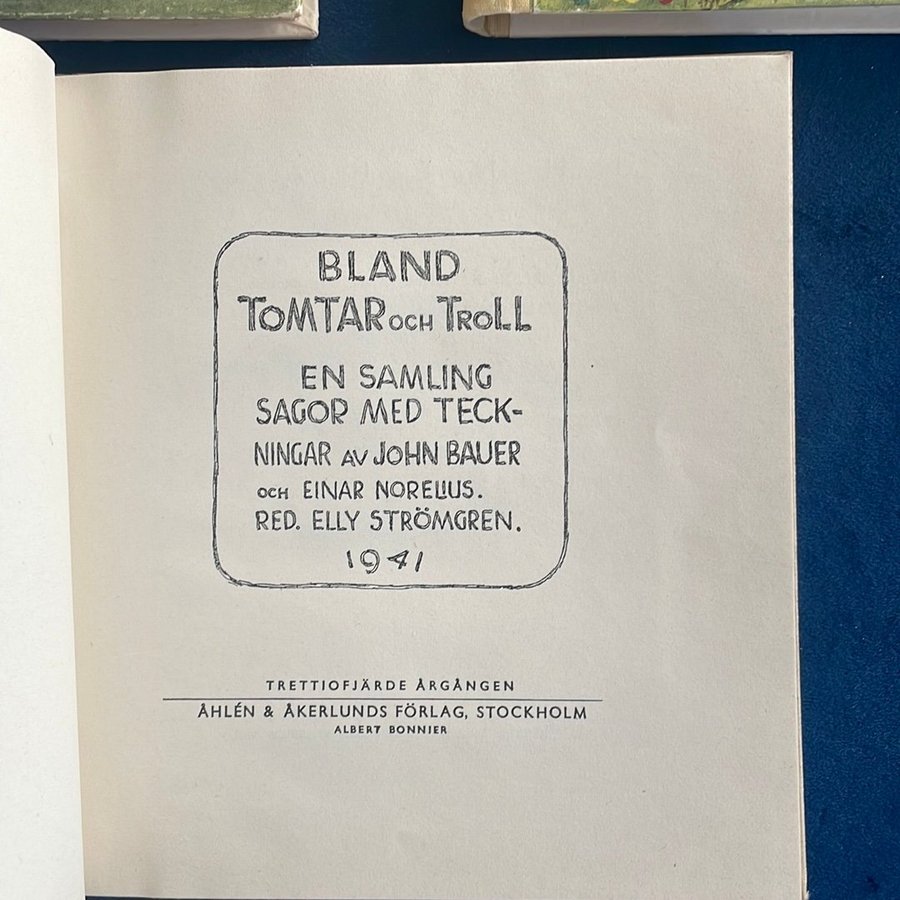 BLAND
TOMTAR OCH TROLL
EN SAMLING
SAGOR MED TECK-
NINGAR AV JOHN BAUER
OCH EINAR NORELIUS.
RED. ELLY STRÖMGREN.
1941
TRETTIOFJÄRDE ÅRGÅNGEN
ÅHLÉN & ÅKERLUNDS FÖRLAG, STOCKHOLM
ALBERT BONNIER